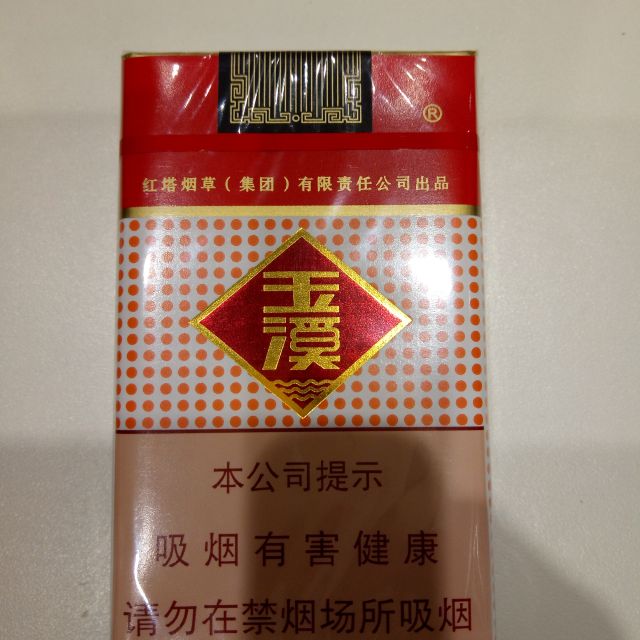 ®
红塔烟草（集团）有限责任公司出品
玉
溪
本公司提示
吸烟有害健康
请勿在禁烟场所吸烟